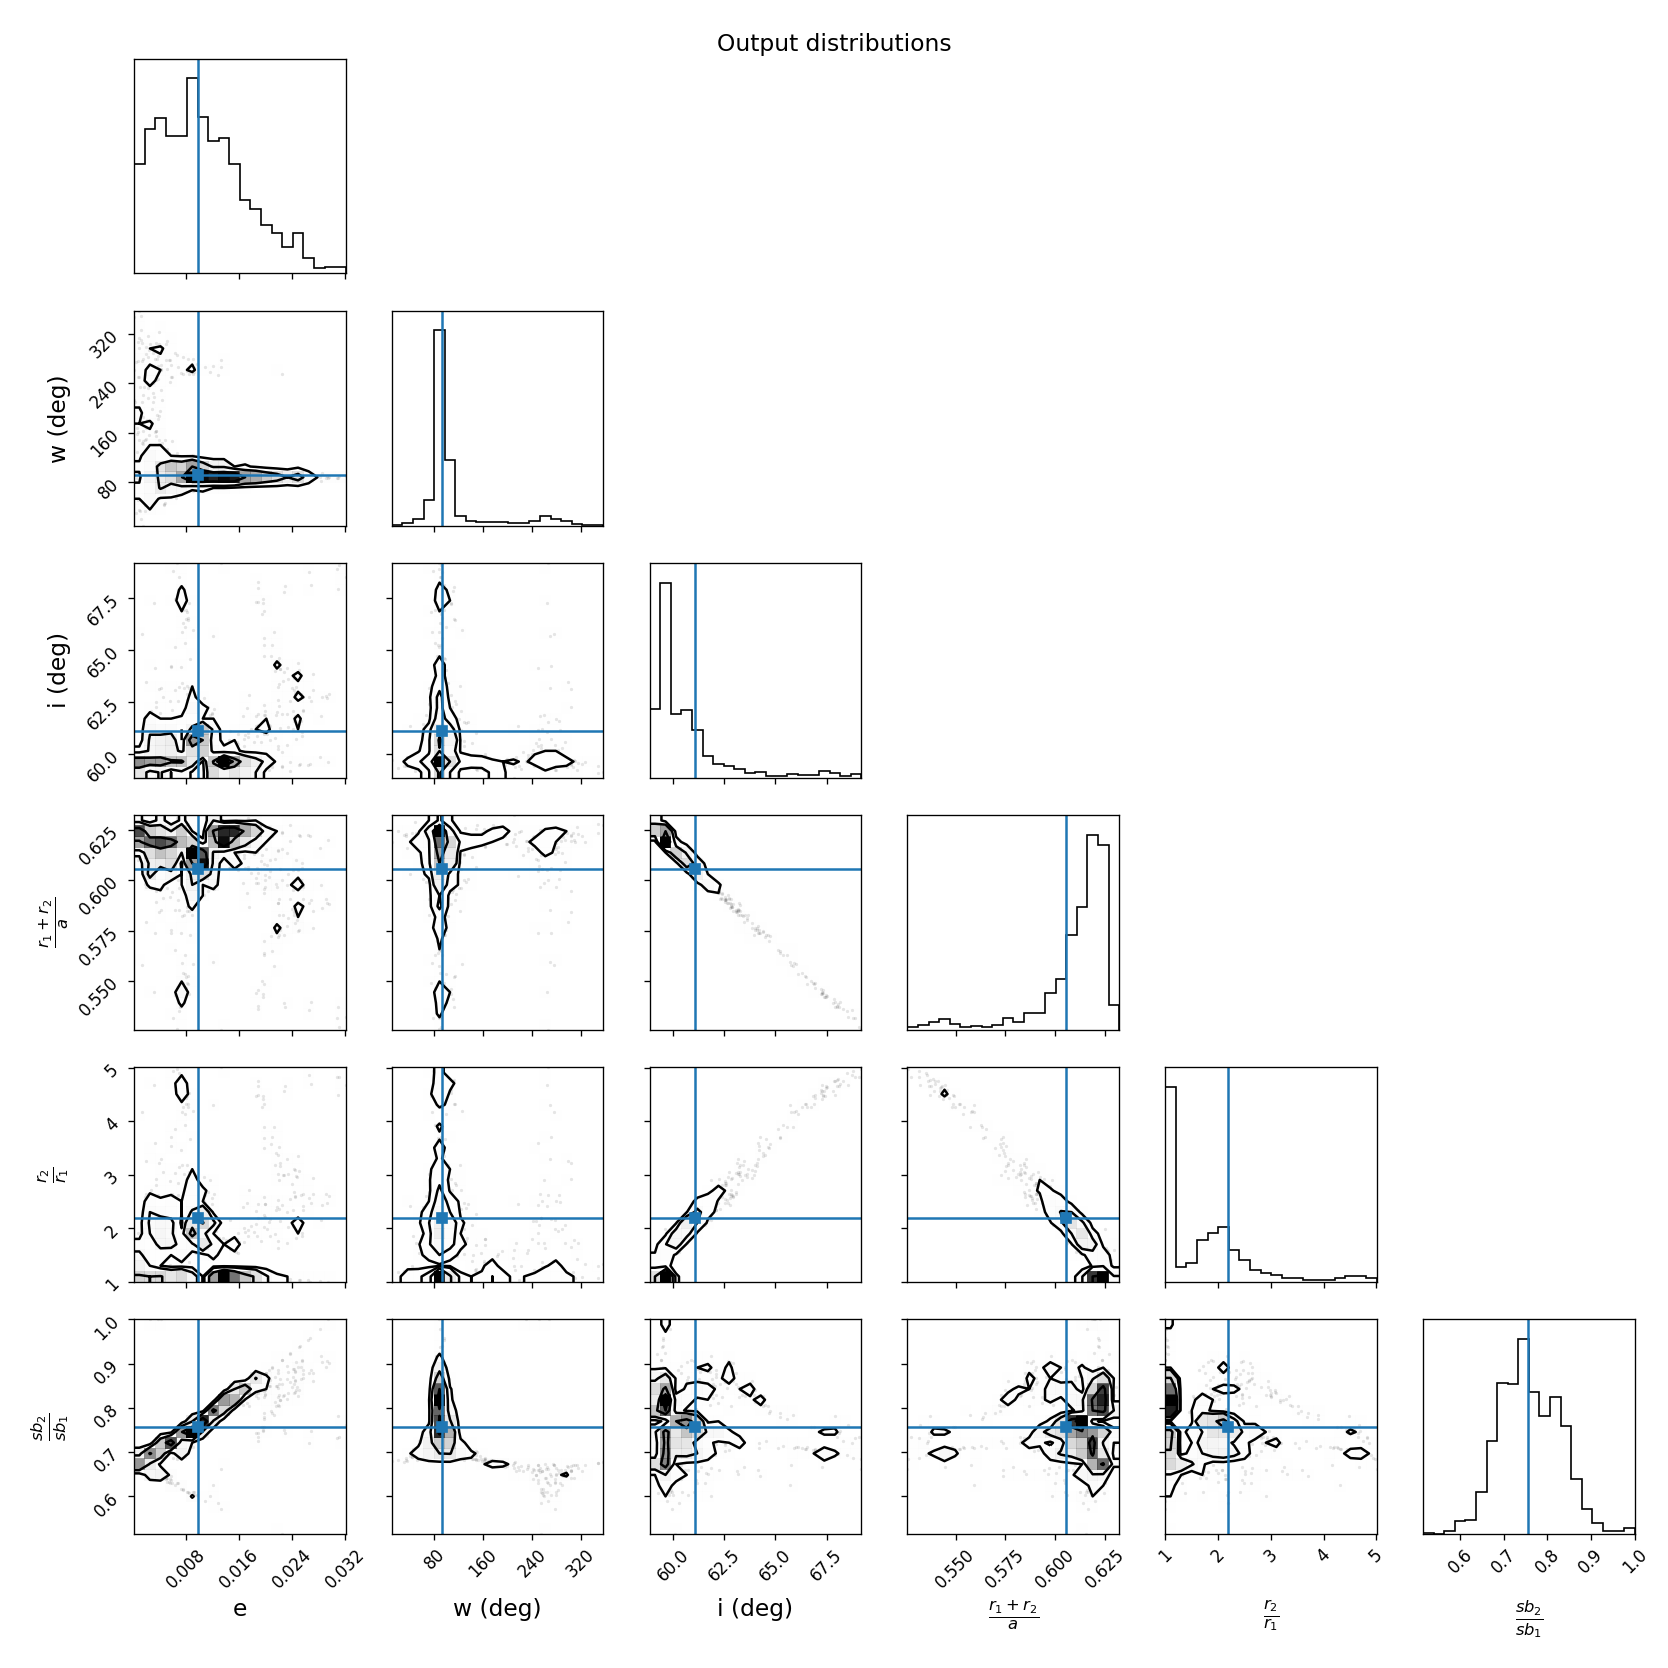 Output distributions
w (deg)
320
240
160
80
i (deg)
67.5
65.0
62.5
60.0
r₁ + r₂
a
0.625
0.600
0.575
0.550
r₂
r₁
5
4
3
2
1
sb₂
sb₁
1.0
0.9
0.8
0.7
0.6
0.008 0.016 0.024 0.032
80 160 240 320
60.0 62.5 65.0 67.5
0.550 0.575 0.600 0.625
1 2 3 4 5
0.6 0.7 0.8 0.9 1.0
e
w (deg)
i (deg)
r₁ + r₂
a
r₂
r₁
sb₂
sb₁